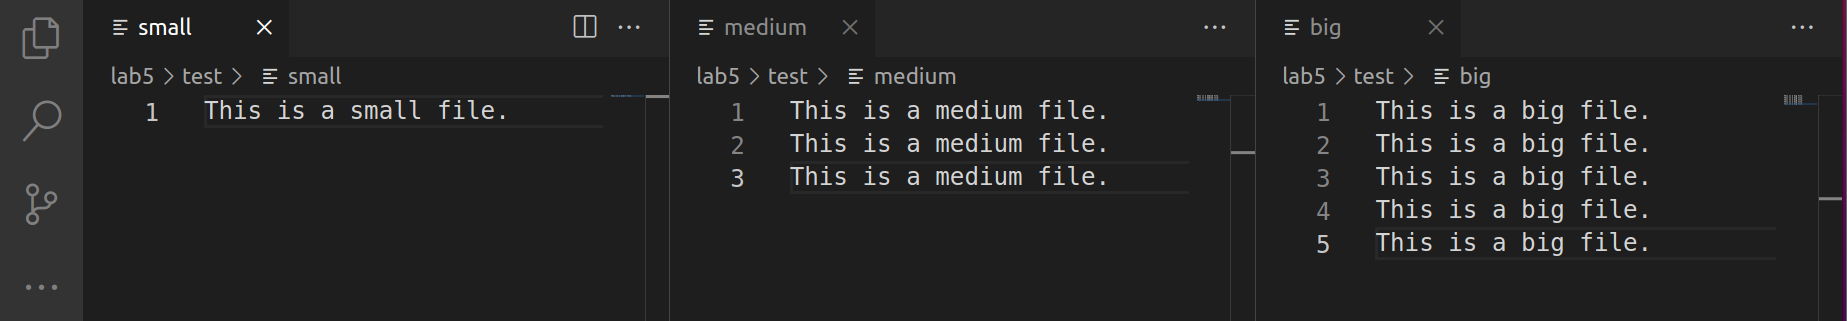 small
lab5 > test > small
1 This is a small file.
medium
lab5 > test > medium
1 This is a medium file.
2 This is a medium file.
3 This is a medium file.
big
lab5 > test > big
1 This is a big file.
2 This is a big file.
3 This is a big file.
4 This is a big file.
5 This is a big file.